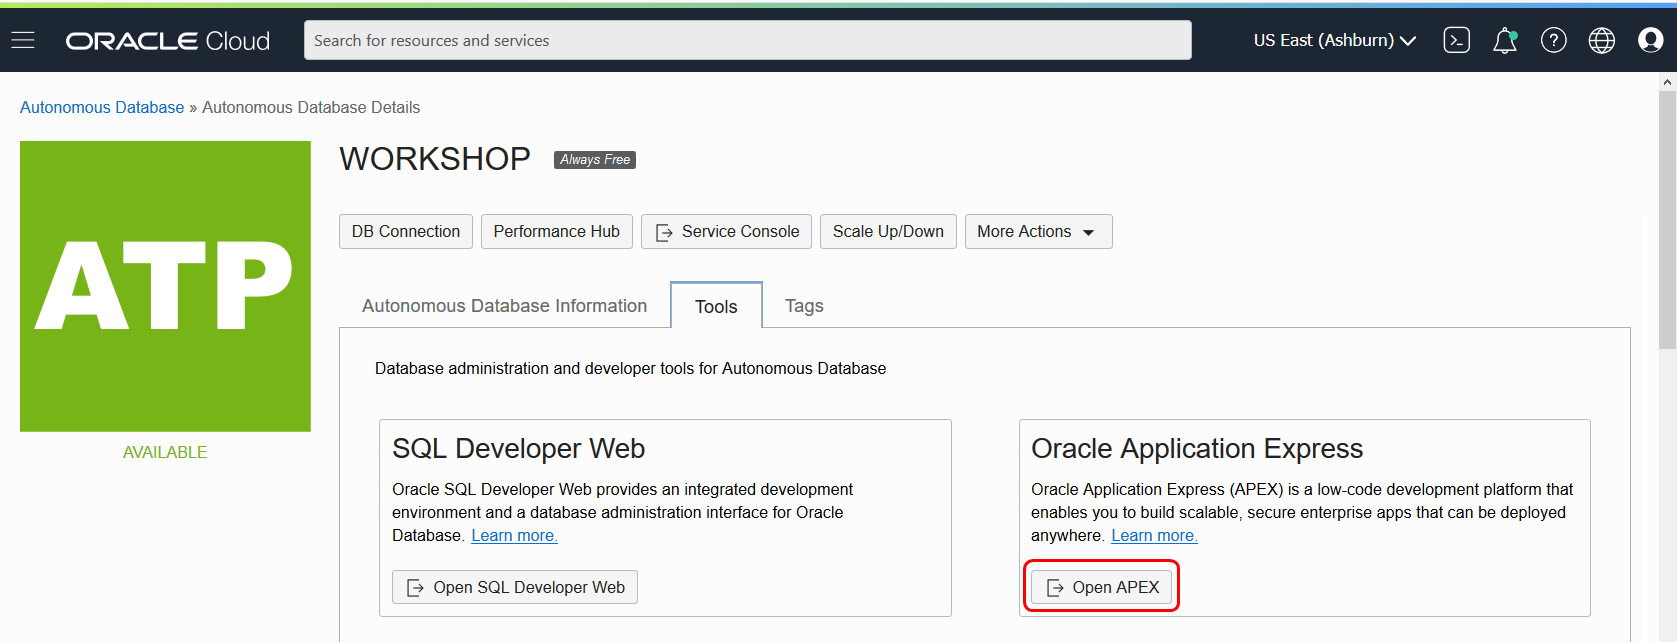 ORACLE Cloud
Search for resources and services
US East (Ashburn)
Autonomous Database » Autonomous Database Details
ATP
AVAILABLE
WORKSHOP
Always Free
DB Connection
Performance Hub
Service Console
Scale Up/Down
More Actions
Autonomous Database Information
Tools
Tags
Database administration and developer tools for Autonomous Database
SQL Developer Web
Oracle SQL Developer Web provides an integrated development
environment and a database administration interface for Oracle
Database. Learn more.
Open SQL Developer Web
Oracle Application Express
Oracle Application Express (APEX) is a low-code development platform that
enables you to build scalable, secure enterprise apps that can be deployed
anywhere. Learn more.
Open APEX